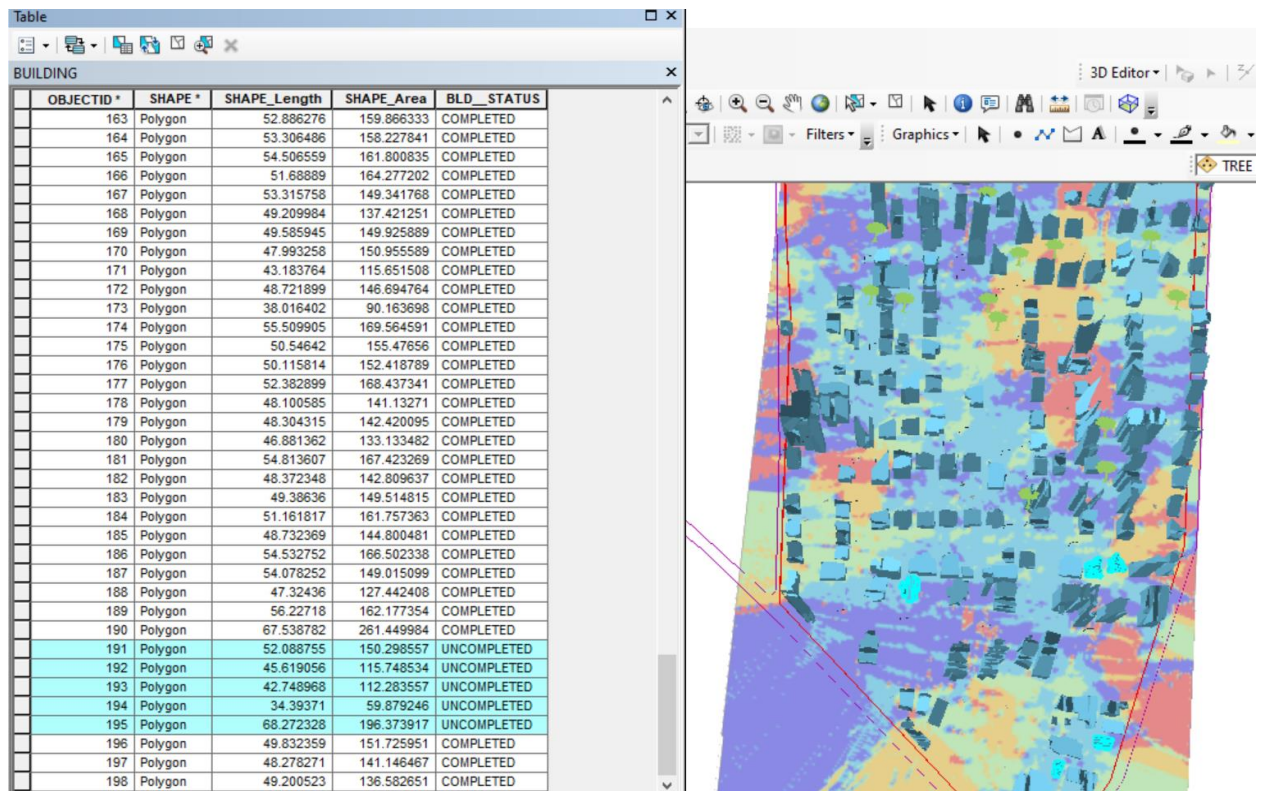 Table
BUILDING
OBJECTID * SHAPE * SHAPE_Length SHAPE_Area BLD__STATUS
163 Polygon 52.886276 159.866333 COMPLETED
164 Polygon 53.306486 158.227841 COMPLETED
165 Polygon 54.506559 161.800835 COMPLETED
166 Polygon 51.68889 164.277202 COMPLETED
167 Polygon 53.315758 149.341768 COMPLETED
168 Polygon 49.209984 137.421251 COMPLETED
169 Polygon 49.585945 149.925889 COMPLETED
170 Polygon 47.993258 150.955589 COMPLETED
171 Polygon 43.183764 115.651508 COMPLETED
172 Polygon 48.721899 146.694764 COMPLETED
173 Polygon 38.016402 90.163698 COMPLETED
174 Polygon 55.509905 169.564591 COMPLETED
175 Polygon 50.54642 155.47656 COMPLETED
176 Polygon 50.115814 152.418789 COMPLETED
177 Polygon 52.382899 168.437341 COMPLETED
178 Polygon 48.100585 141.13271 COMPLETED
179 Polygon 48.304315 142.420095 COMPLETED
180 Polygon 46.881362 133.133482 COMPLETED
181 Polygon 54.813607 167.423269 COMPLETED
182 Polygon 48.372348 142.809637 COMPLETED
183 Polygon 49.38636 149.514815 COMPLETED
184 Polygon 51.161817 161.757363 COMPLETED
185 Polygon 48.732369 144.800481 COMPLETED
186 Polygon 54.532752 166.502338 COMPLETED
187 Polygon 54.078252 149.015099 COMPLETED
188 Polygon 47.32436 127.442408 COMPLETED
189 Polygon 56.22718 162.177354 COMPLETED
190 Polygon 67.538782 261.449984 COMPLETED
191 Polygon 52.088755 150.298557 UNCOMPLETED
192 Polygon 45.619056 115.748534 UNCOMPLETED
193 Polygon 42.748968 112.283557 UNCOMPLETED
194 Polygon 34.39371 59.879246 UNCOMPLETED
195 Polygon 68.272328 196.373917 UNCOMPLETED
196 Polygon 49.832359 151.725951 COMPLETED
197 Polygon 48.278271 141.146467 COMPLETED
198 Polygon 49.200523 136.582651 COMPLETED
3D Editor
Filters Graphics A
TREE